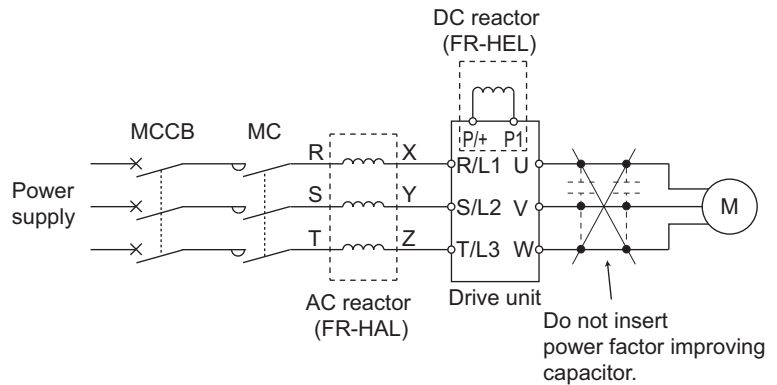 DC reactor
(FR-HEL)
MCCB
MC
R
X
P/+
P1
R/L1
U
Power
supply
S
Y
S/L2
V
M
T
Z
T/L3
W
AC reactor
(FR-HAL)
Drive unit
Do not insert
power factor improving
capacitor.